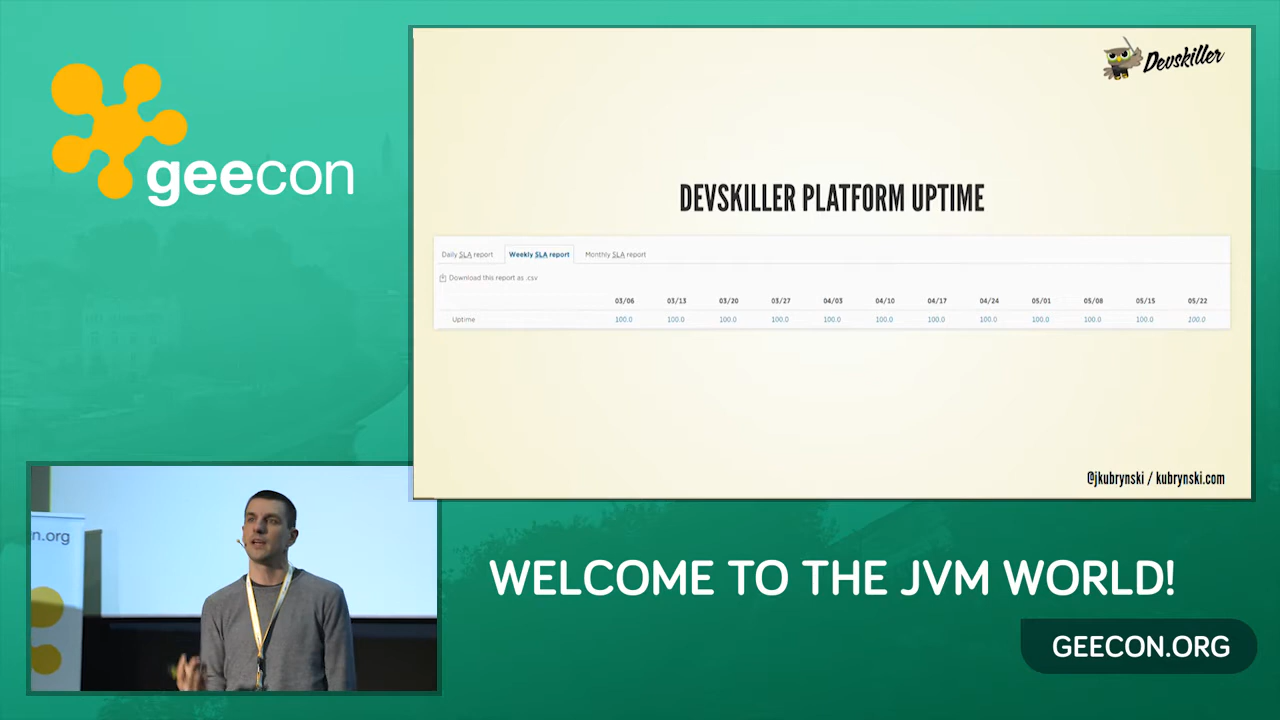 geecon
Devskiller
DEVSKILLER PLATFORM UPTIME
Daily SLA report Weekly SLA report Monthly SLA report
Download this report as .csv
03/06 03/13 03/20 03/27 04/03 04/10 04/17 04/24 05/01 05/08 05/15 05/22
Uptime 100.0 100.0 100.0 100.0 100.0 100.0 100.0 100.0 100.0 100.0 100.0 100.0
@jkubrynski / kubrynski.com
n.org
WELCOME TO THE JVM WORLD!
GEECON.ORG